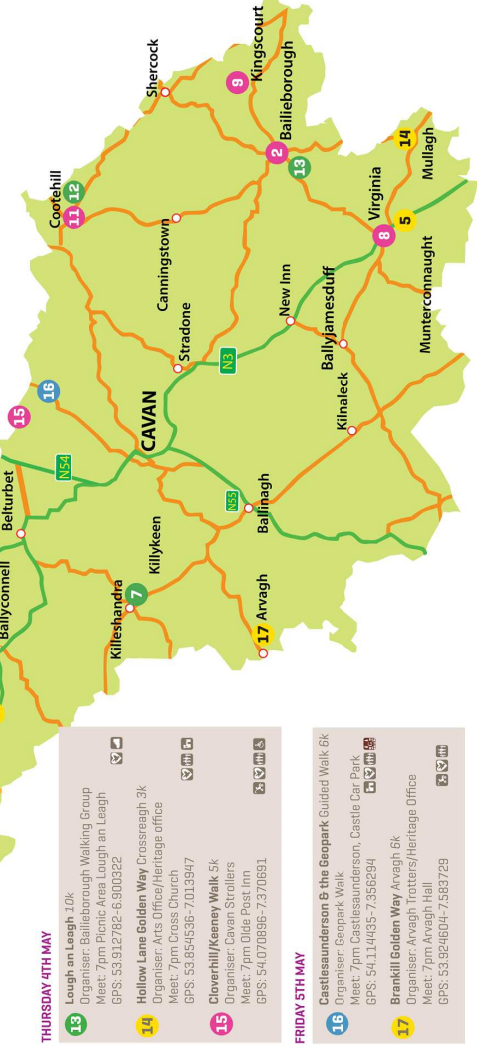 THURSDAY 4TH MAY
13 Lough an Leagh 10k
Organiser: Bailieborough Walking Group
Meet: 7pm Picnic Area Lough an Leagh
GPS: 53.912782-6.900322
14 Hollow Lane Golden Way Crossreagh 3k
Organiser: Arts Office/Heritage office
Meet: 7pm Cross Church
GPS: 53.854536-7.013947
15 Cloverhill/Keeney Walk 5k
Organiser: Cavan Strollers
Meet: 7pm Olde Post Inn
GPS: 54.070896-7.370691
FRIDAY 5TH MAY
16 Castlesaunderson & the Geopark Guided Walk 6k
Organiser: Geopark Walk
Meet: 7pm Castlesaunderson, Castle Car Park
GPS: 54.114435-7.356294
17 Brankill Golden Way Arvagh 6k
Organiser: Arvagh Trotters/Heritage Office
Meet: 7pm Arvagh Hall
GPS: 53.924604-7.583729
Ballyconnell
Belturbet
15
16
N54
Cootehill
11
12
Shercock
9
Kingscourt
Killeshandra
7
Killykeen
CAVAN
Stradone
Canningstown
2
Bailieborough
13
N55
N3
Arvagh
17
Ballinagh
New Inn
Virginia
8
5
14
Mullagh
Kilnaleck
Ballyjamesduff
Munterconnaught